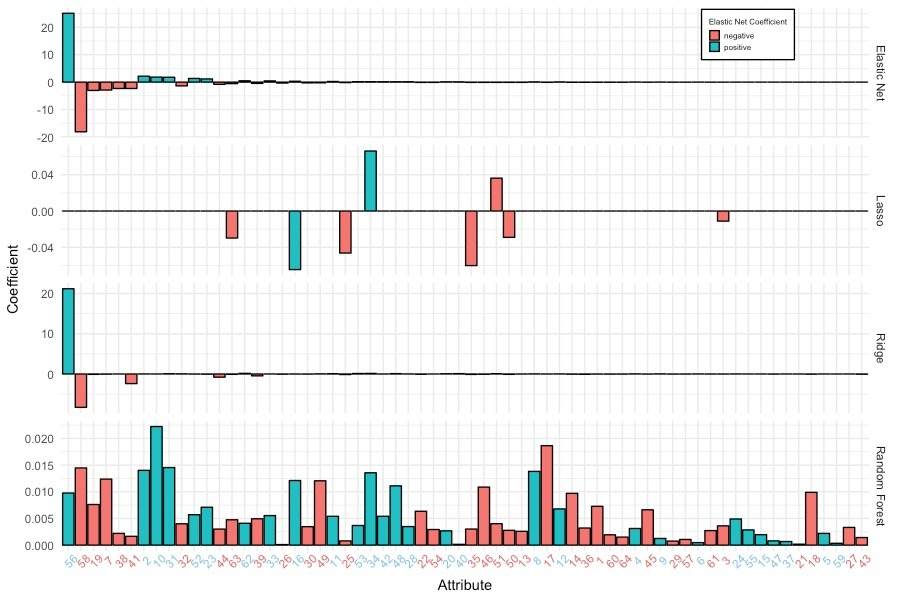 Elastic Net Coefficient
negative
positive
20
10
0
-10
-20
Elastic Net
0.04
0.00
-0.04
Lasso
20
10
0
Ridge
0.020
0.015
0.010
0.005
0.000
Random Forest
Coefficient
56 58 19 7 38 41 2 10 31 32 52 23 44 63 62 39 33 26 16 30 49 11 25 53 34 42 48 28 22 54 20 40 35 46 51 50 13 8 17 12 14 36 1 60 64 4 45 9 29 57 6 61 3 24 55 15 47 37 21 18 5 59 27 43
Attribute